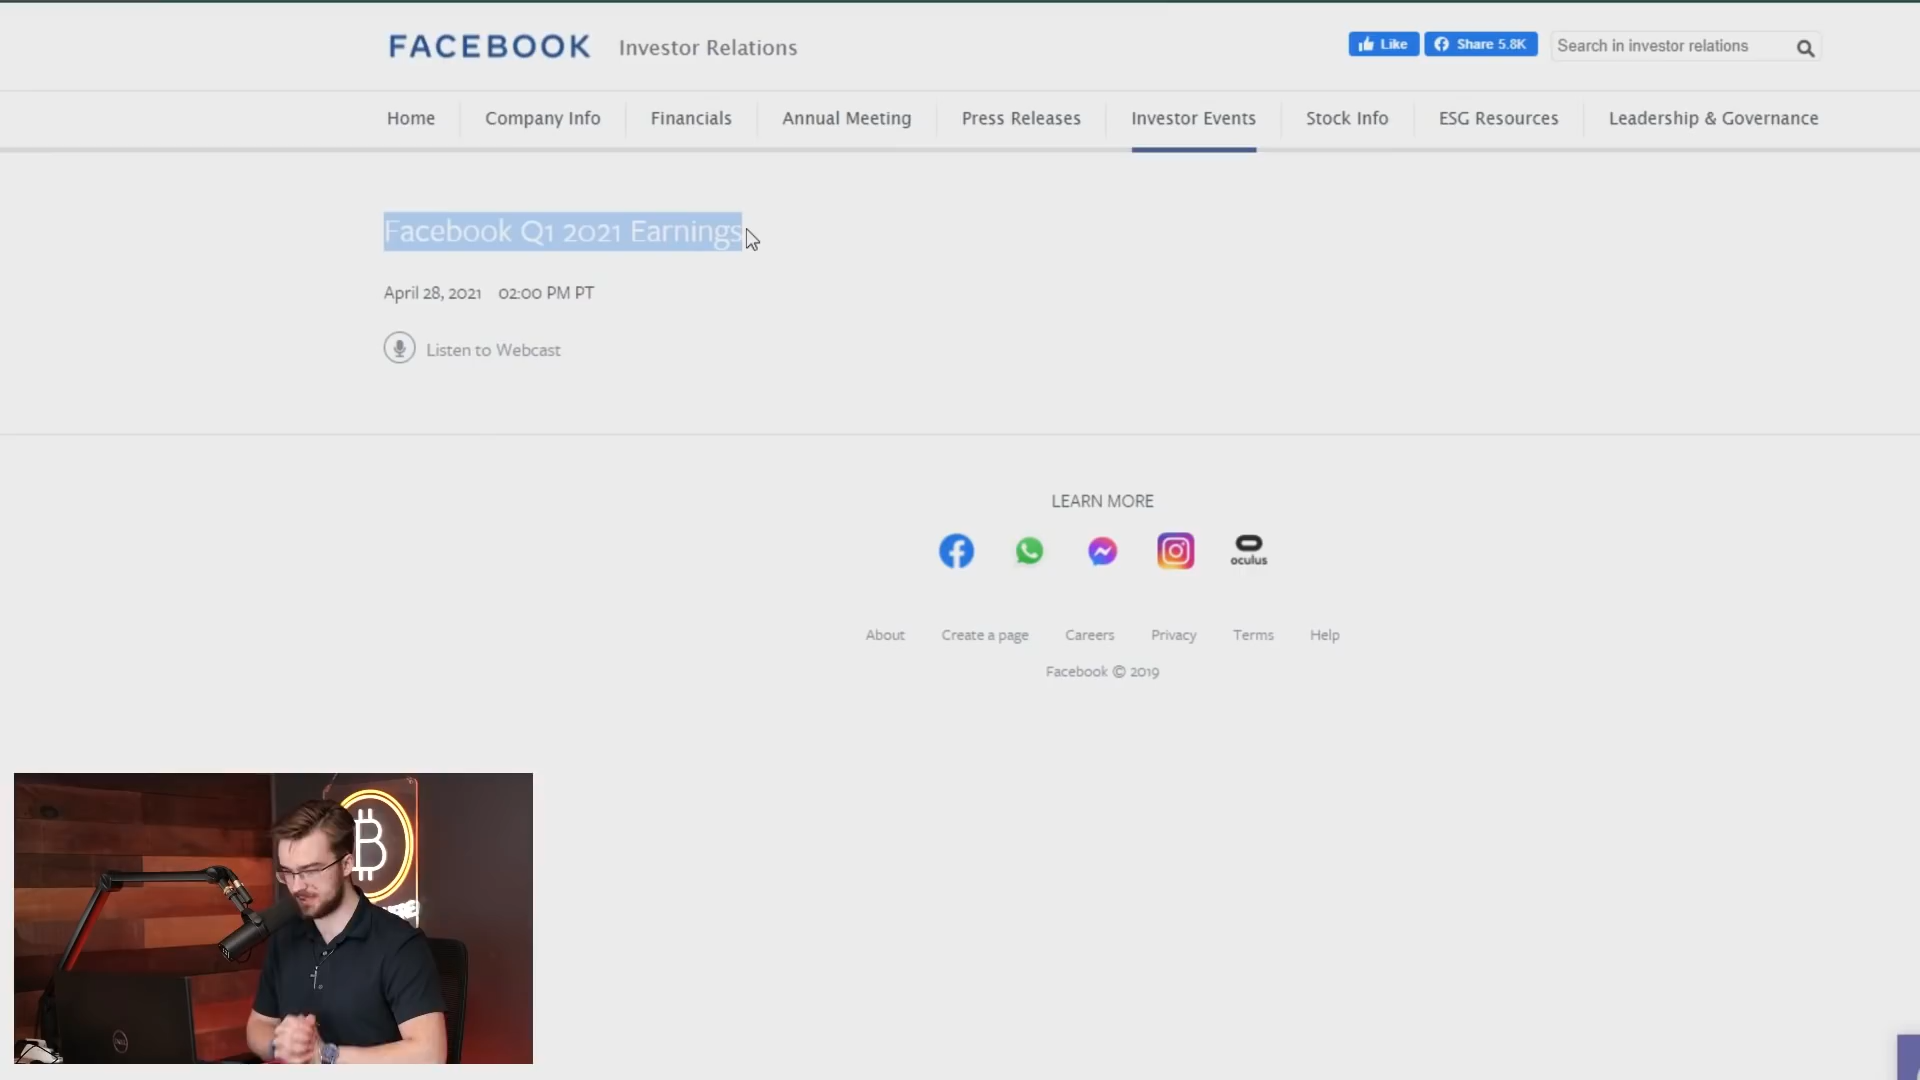 FACEBOOK Investor Relations
Like Share 5.8K Search in investor relations
Home Company Info Financials Annual Meeting Press Releases Investor Events Stock Info ESG Resources Leadership & Governance
Facebook Q1 2021 Earnings
April 28, 2021 02:00 PM PT
Listen to Webcast
LEARN MORE
oculus
About Create a page Careers Privacy Terms Help
Facebook © 2019